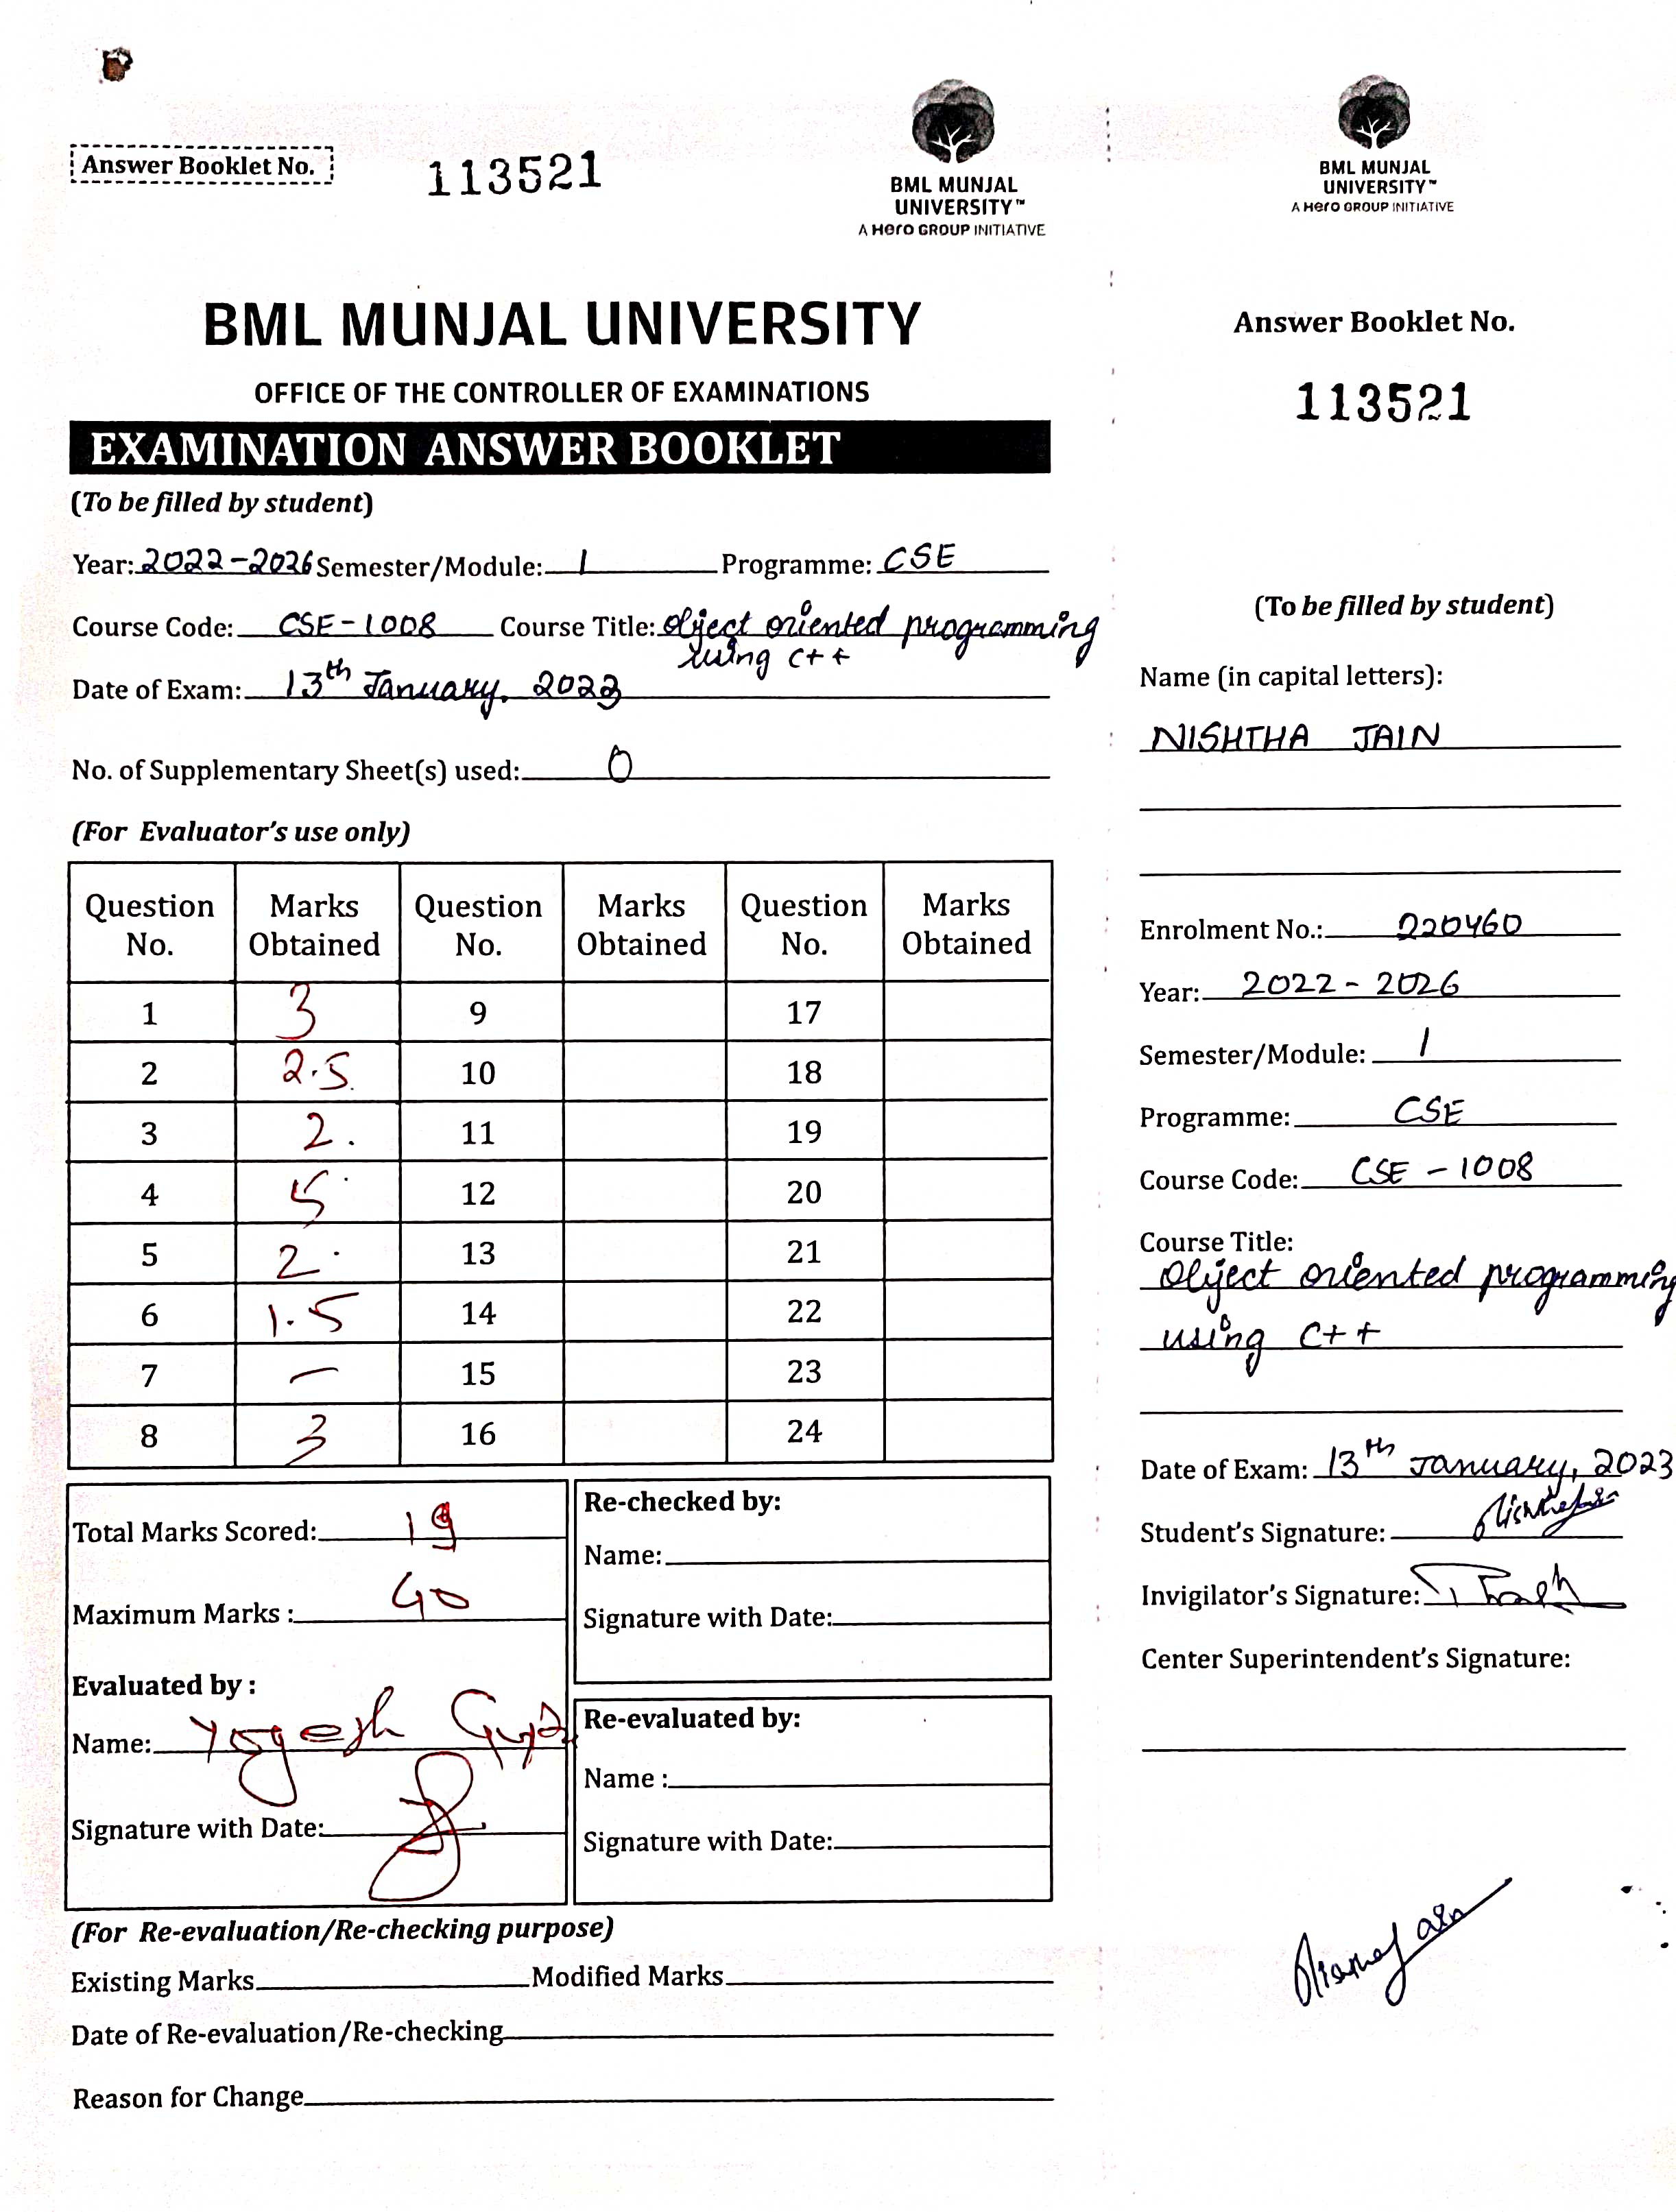 Answer Booklet No.
113521
BML MUNJAL
UNIVERSITY™
A Hero GROUP INITIATIVE
BML MUNJAL UNIVERSITY
OFFICE OF THE CONTROLLER OF EXAMINATIONS
EXAMINATION ANSWER BOOKLET
(To be filled by student)
Year: 2022-2026 Semester/Module: 1 Programme: CSE
Course Code: CSE-1008 Course Title: Object oriented programming
using C++
Date of Exam: 13th January, 2023
No. of Supplementary Sheet(s) used: 0
(For Evaluator's use only)
Question No. Marks Obtained Question No. Marks Obtained Question No. Marks Obtained
1 3 9 17
2 2.5 10 18
3 2. 11 19
4 5 12 20
5 2. 13 21
6 1.5 14 22
7 - 15 23
8 3 16 24
Total Marks Scored: 19
Maximum Marks : 40
Evaluated by :
Name: Yogesh
Signature with Date:
Re-checked by:
Name:
Signature with Date:
Re-evaluated by:
Name :
Signature with Date:
(For Re-evaluation/Re-checking purpose)
Existing Marks Modified Marks
Date of Re-evaluation/Re-checking
Reason for Change
BML MUNJAL
UNIVERSITY™
A Hero GROUP INITIATIVE
Answer Booklet No.
113521
(To be filled by student)
Name (in capital letters):
NISHTHA JAIN
Enrolment No.: 220460
Year: 2022 - 2026
Semester/Module: 1
Programme: CSE
Course Code: CSE - 1008
Course Title:
Object oriented programming
using C++
Date of Exam: 13th January, 2023
Student's Signature:
Invigilator's Signature:
Center Superintendent's Signature: